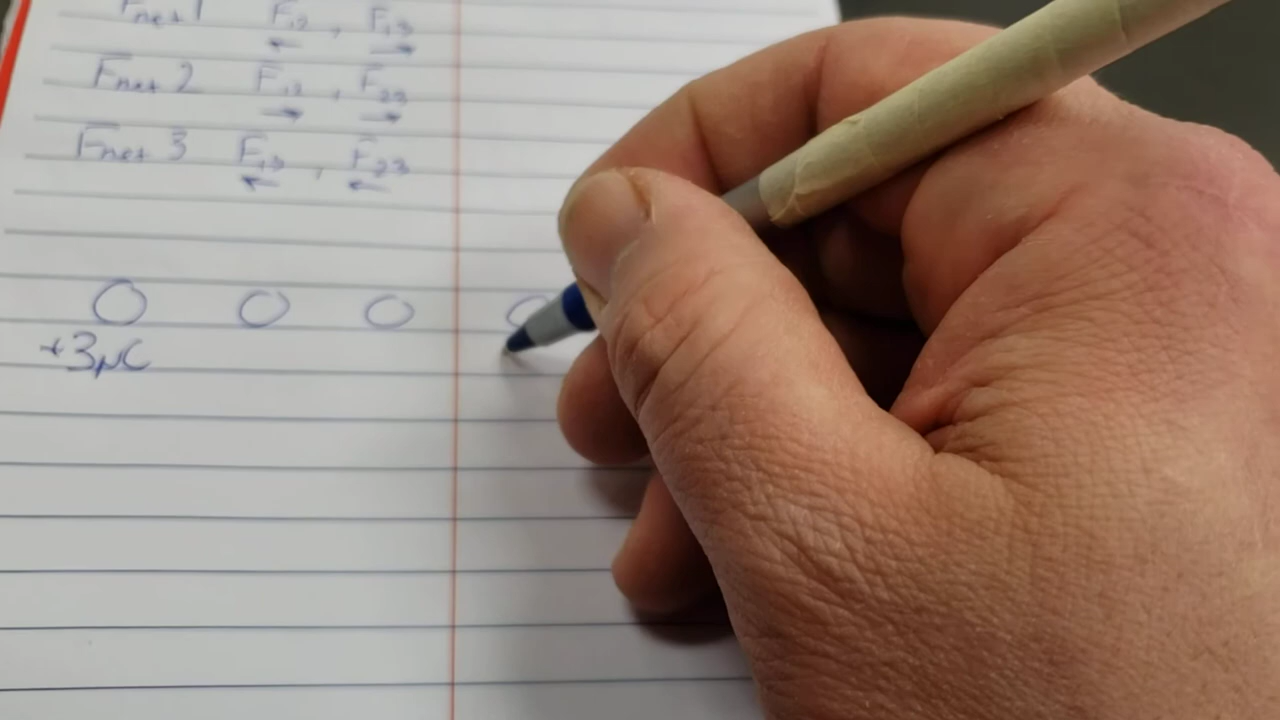 Fnet 1 F12 , F13
Fnet 2 F12 , F23
Fnet 3 F13 , F23
+3μC